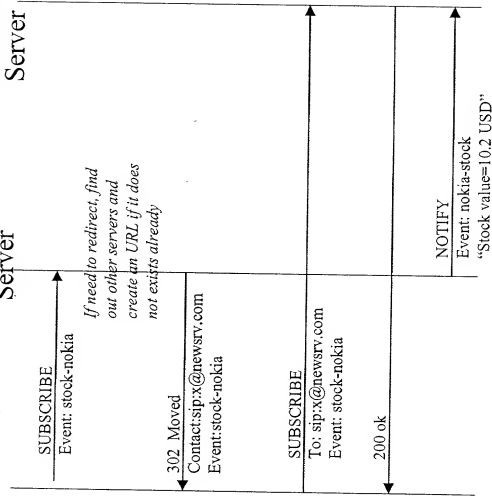 Server
Server
SUBSCRIBE
Event: stock-nokia
If need to redirect, find
out other servers and
create an URL if it does
not exists already
302 Moved
Contact:sip:x@newsrv.com
Event:stock-nokia
SUBSCRIBE
To: sip:x@newsrv.com
Event: stock-nokia
200 ok
NOTIFY
Event: nokia-stock
“Stock value=10.2 USD”